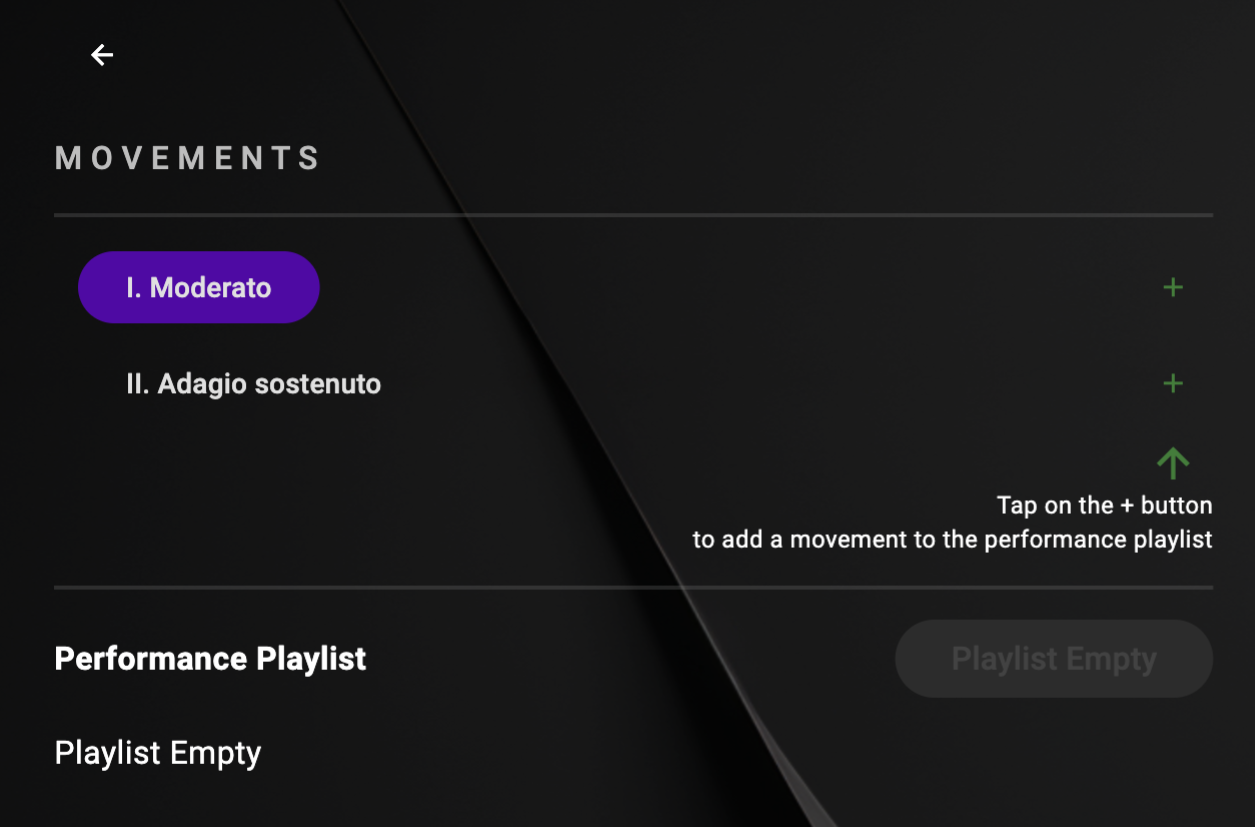 MOVEMENTS
I. Moderato
+
II. Adagio sostenuto
+
Tap on the + button
to add a movement to the performance playlist
Performance Playlist
Playlist Empty
Playlist Empty